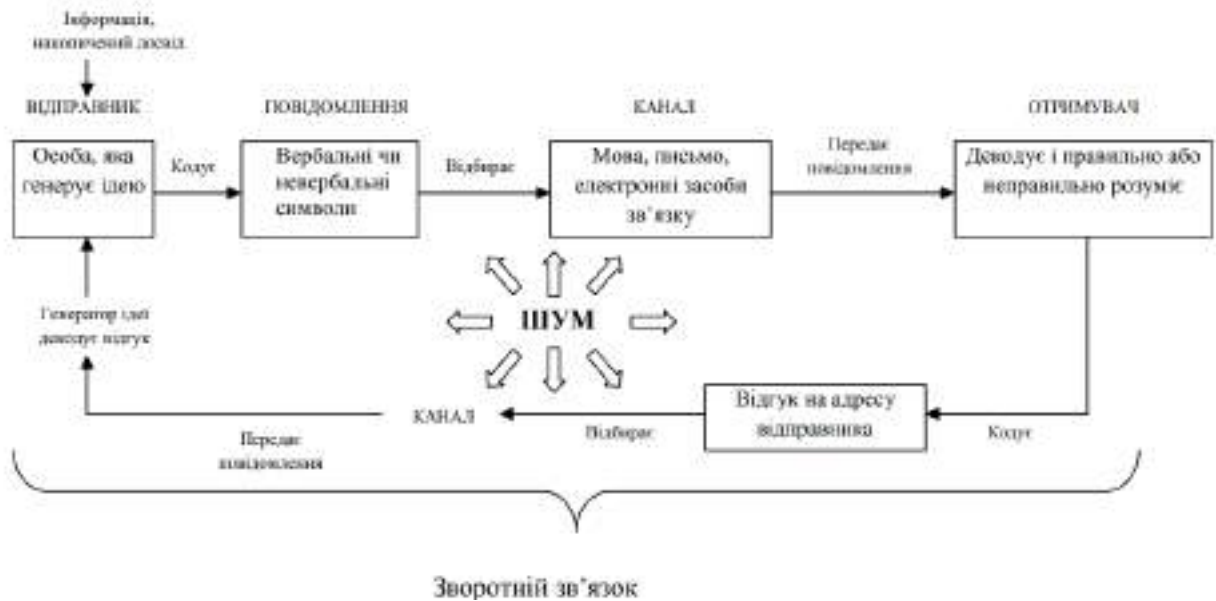 Інформація,
накопичений досвід
ВІДПРАВНИК
ПОВІДОМЛЕННЯ
КАНАЛ
ОТРИМУВАЧ
Особа, яка
генерує ідею
Кодує
Вербальні чи
невербальні
символи
Відбирає
Мова, письмо,
електронні засоби
зв’язку
Передає
повідомлення
Декодує і правильно або
неправильно розуміє
Генератор ідеї
декодує відгук
ШУМ
КАНАЛ
Відбирає
Відгук на адресу
відправника
Кодує
Передає
повідомлення
Зворотній зв’язок